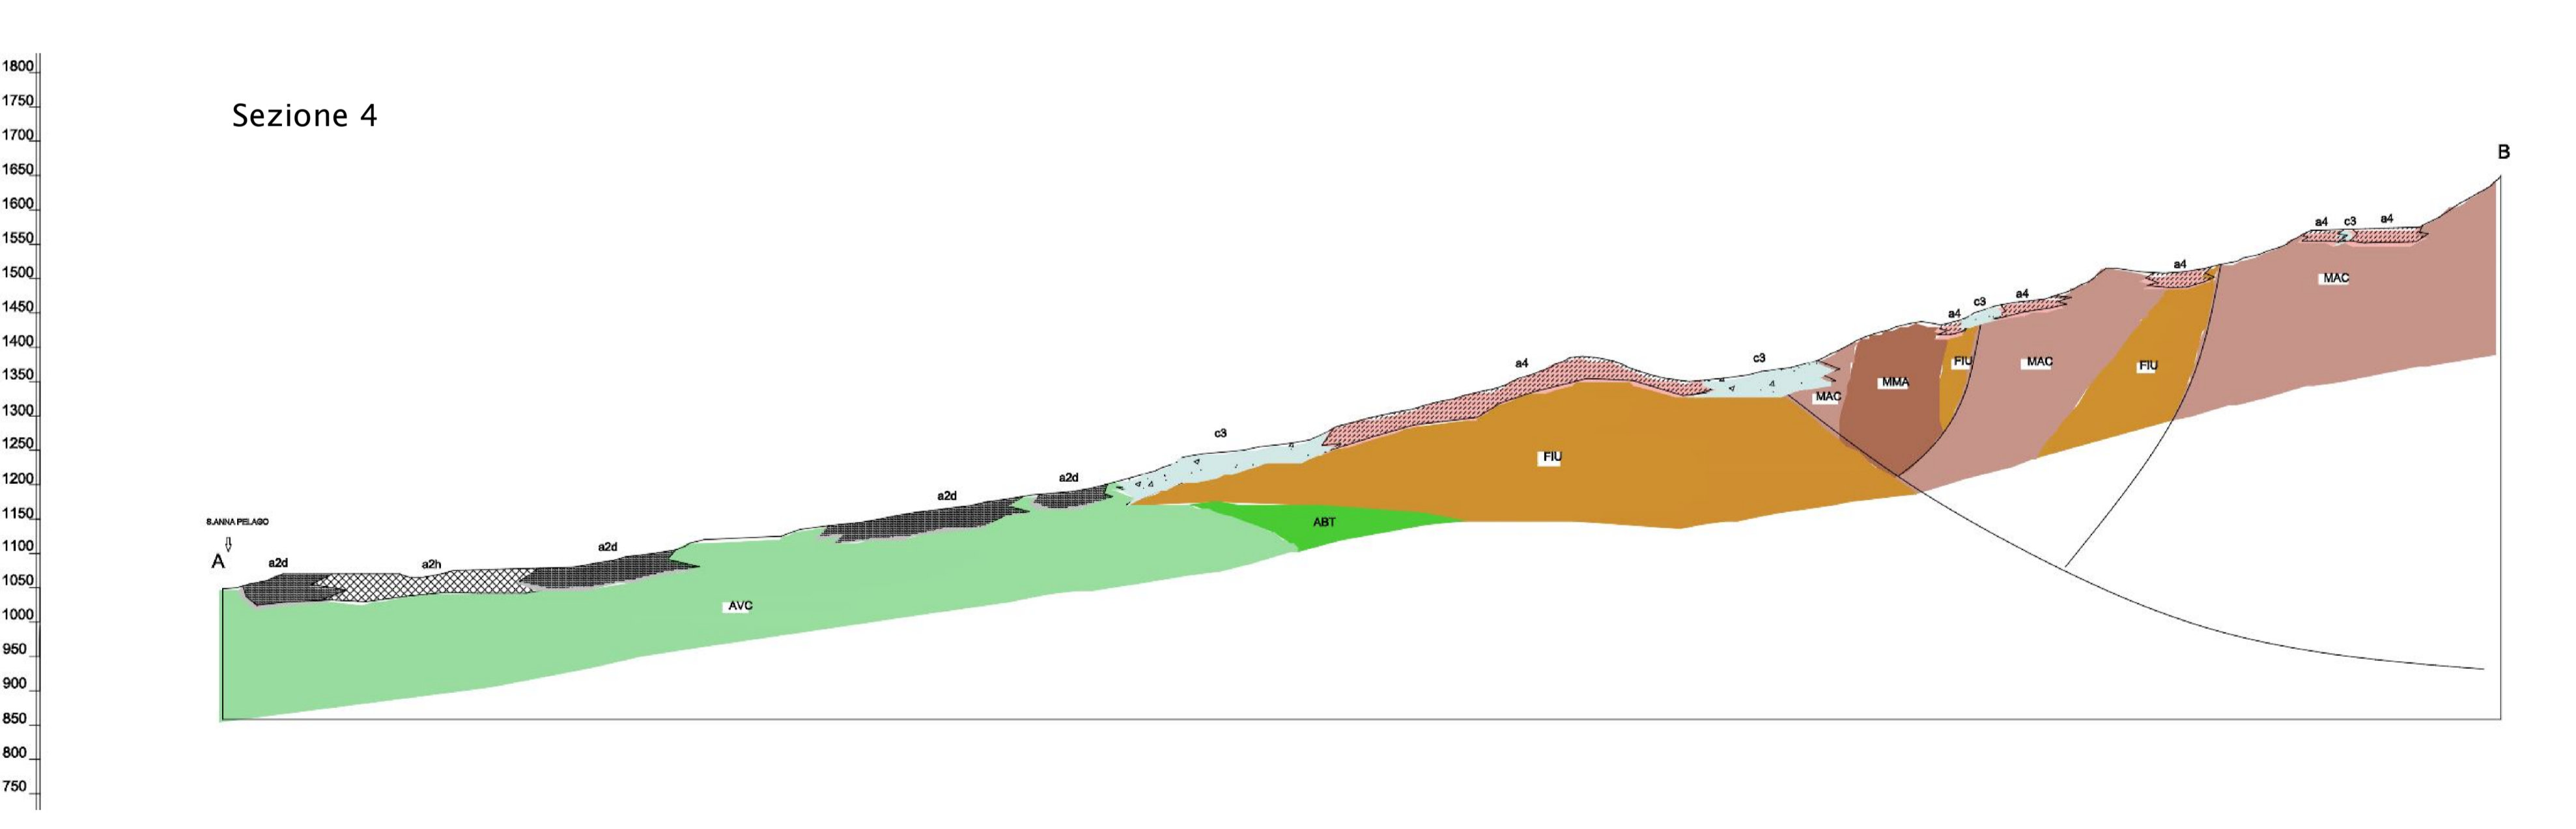 1800
1750
1700
1650
1600
1550
1500
1450
1400
1350
1300
1250
1200
1150
1100
1050
1000
950
900
850
800
750
Sezione 4
B
a4 c3 a4
MAC
a4
a4 c3 a4
FIU MAC FIU
MMA
MAC
c3
a4
c3
FIU
a2d
a2d
ABT
S.ANNA PELAGO
A
a2d a2h a2d
AVC